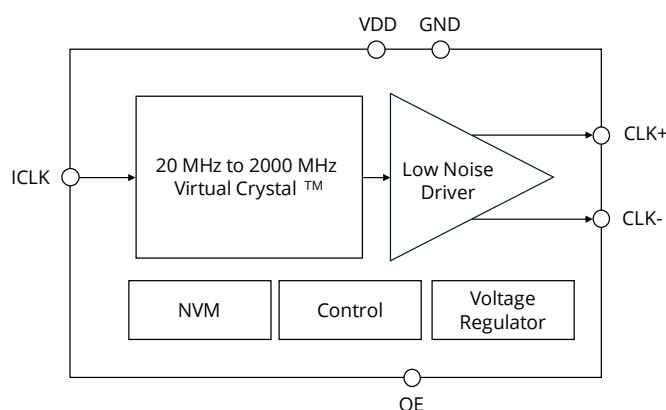 VDD GND
20 MHz to 2000 MHz
Virtual Crystal ™
Low Noise
Driver
CLK+
ICLK
CLK-
NVM
Control
Voltage
Regulator
OE